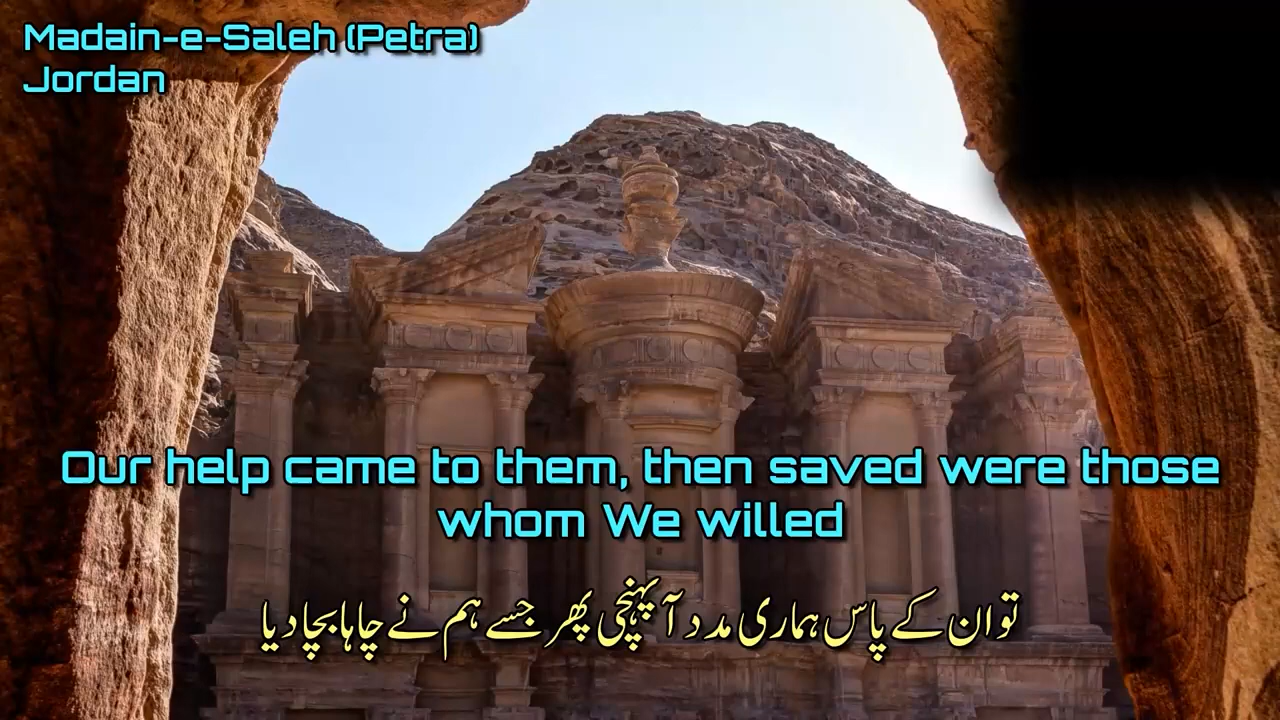 Madain-e-Saleh (Petra)
Jordan
Our help came to them, then saved were those
whom We willed
تو ان کے پاس ہماری مدد آ پہنچی پھر جسے ہم نے چاہا بچا دیا